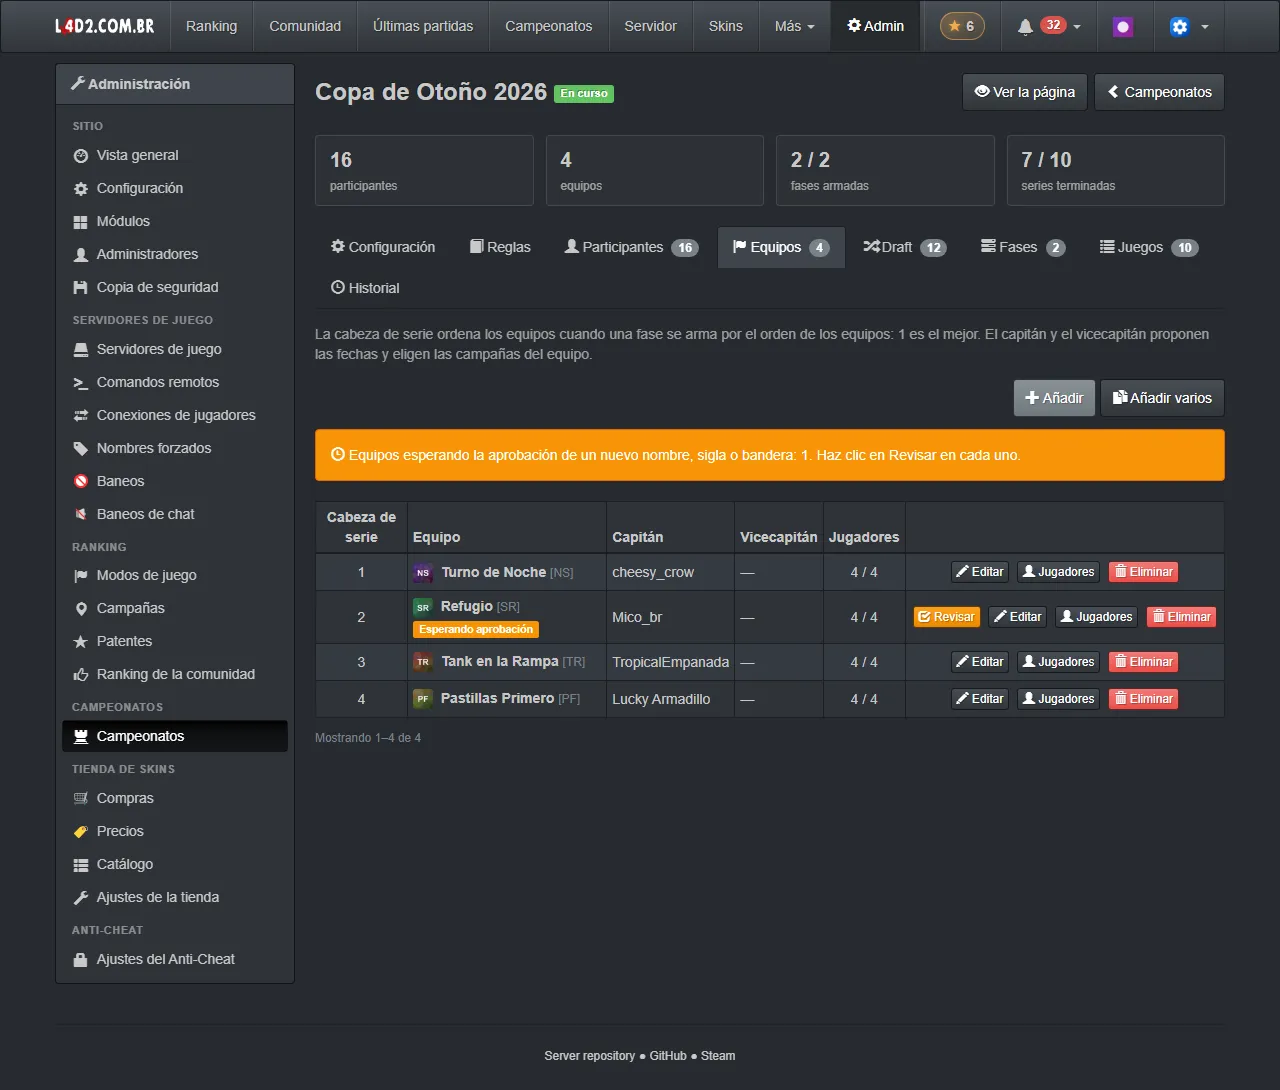 L4D2.COM.BR
Ranking
Comunidad
Últimas partidas
Campeonatos
Servidor
Skins
Más
Admin
6
32
Administración
SITIO
Vista general
Configuración
Módulos
Administradores
Copia de seguridad
SERVIDORES DE JUEGO
Servidores de juego
Comandos remotos
Conexiones de jugadores
Nombres forzados
Baneos
Baneos de chat
RANKING
Modos de juego
Campañas
Patentes
Ranking de la comunidad
CAMPEONATOS
Campeonatos
TIENDA DE SKINS
Compras
Precios
Catálogo
Ajustes de la tienda
ANTI-CHEAT
Ajustes del Anti-Cheat
Copa de Otoño 2026 En curso
Ver la página
Campeonatos
16
participantes
4
equipos
2 / 2
fases armadas
7 / 10
series terminadas
Configuración
Reglas
Participantes 16
Equipos 4
Draft 12
Fases 2
Juegos 10
Historial
La cabeza de serie ordena los equipos cuando una fase se arma por el orden de los equipos: 1 es el mejor. El capitán y el vicecapitán proponen
las fechas y eligen las campañas del equipo.
Añadir
Añadir varios
Equipos esperando la aprobación de un nuevo nombre, sigla o bandera: 1. Haz clic en Revisar en cada uno.
Cabeza de
serie Equipo Capitán Vicecapitán Jugadores
1 NS Turno de Noche [NS] cheesy_crow — 4 / 4 Editar Jugadores Eliminar
2 SR Refugio [SR] Mico_br — 4 / 4 Revisar Editar Jugadores Eliminar
Esperando aprobación
3 TR Tank en la Rampa [TR] TropicalEmpanada — 4 / 4 Editar Jugadores Eliminar
4 PF Pastillas Primero [PF] Lucky Armadillo — 4 / 4 Editar Jugadores Eliminar
Mostrando 1–4 de 4
Server repository ● GitHub ● Steam